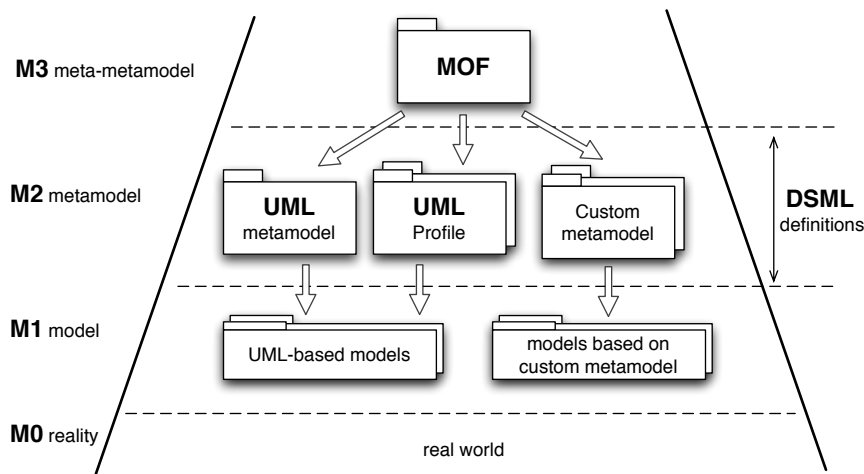 M3 meta-metamodel
MOF
M2 metamodel
UML
metamodel
UML
Profile
Custom
metamodel
DSML
definitions
M1 model
UML-based models
models based on
custom metamodel
M0 reality
real world